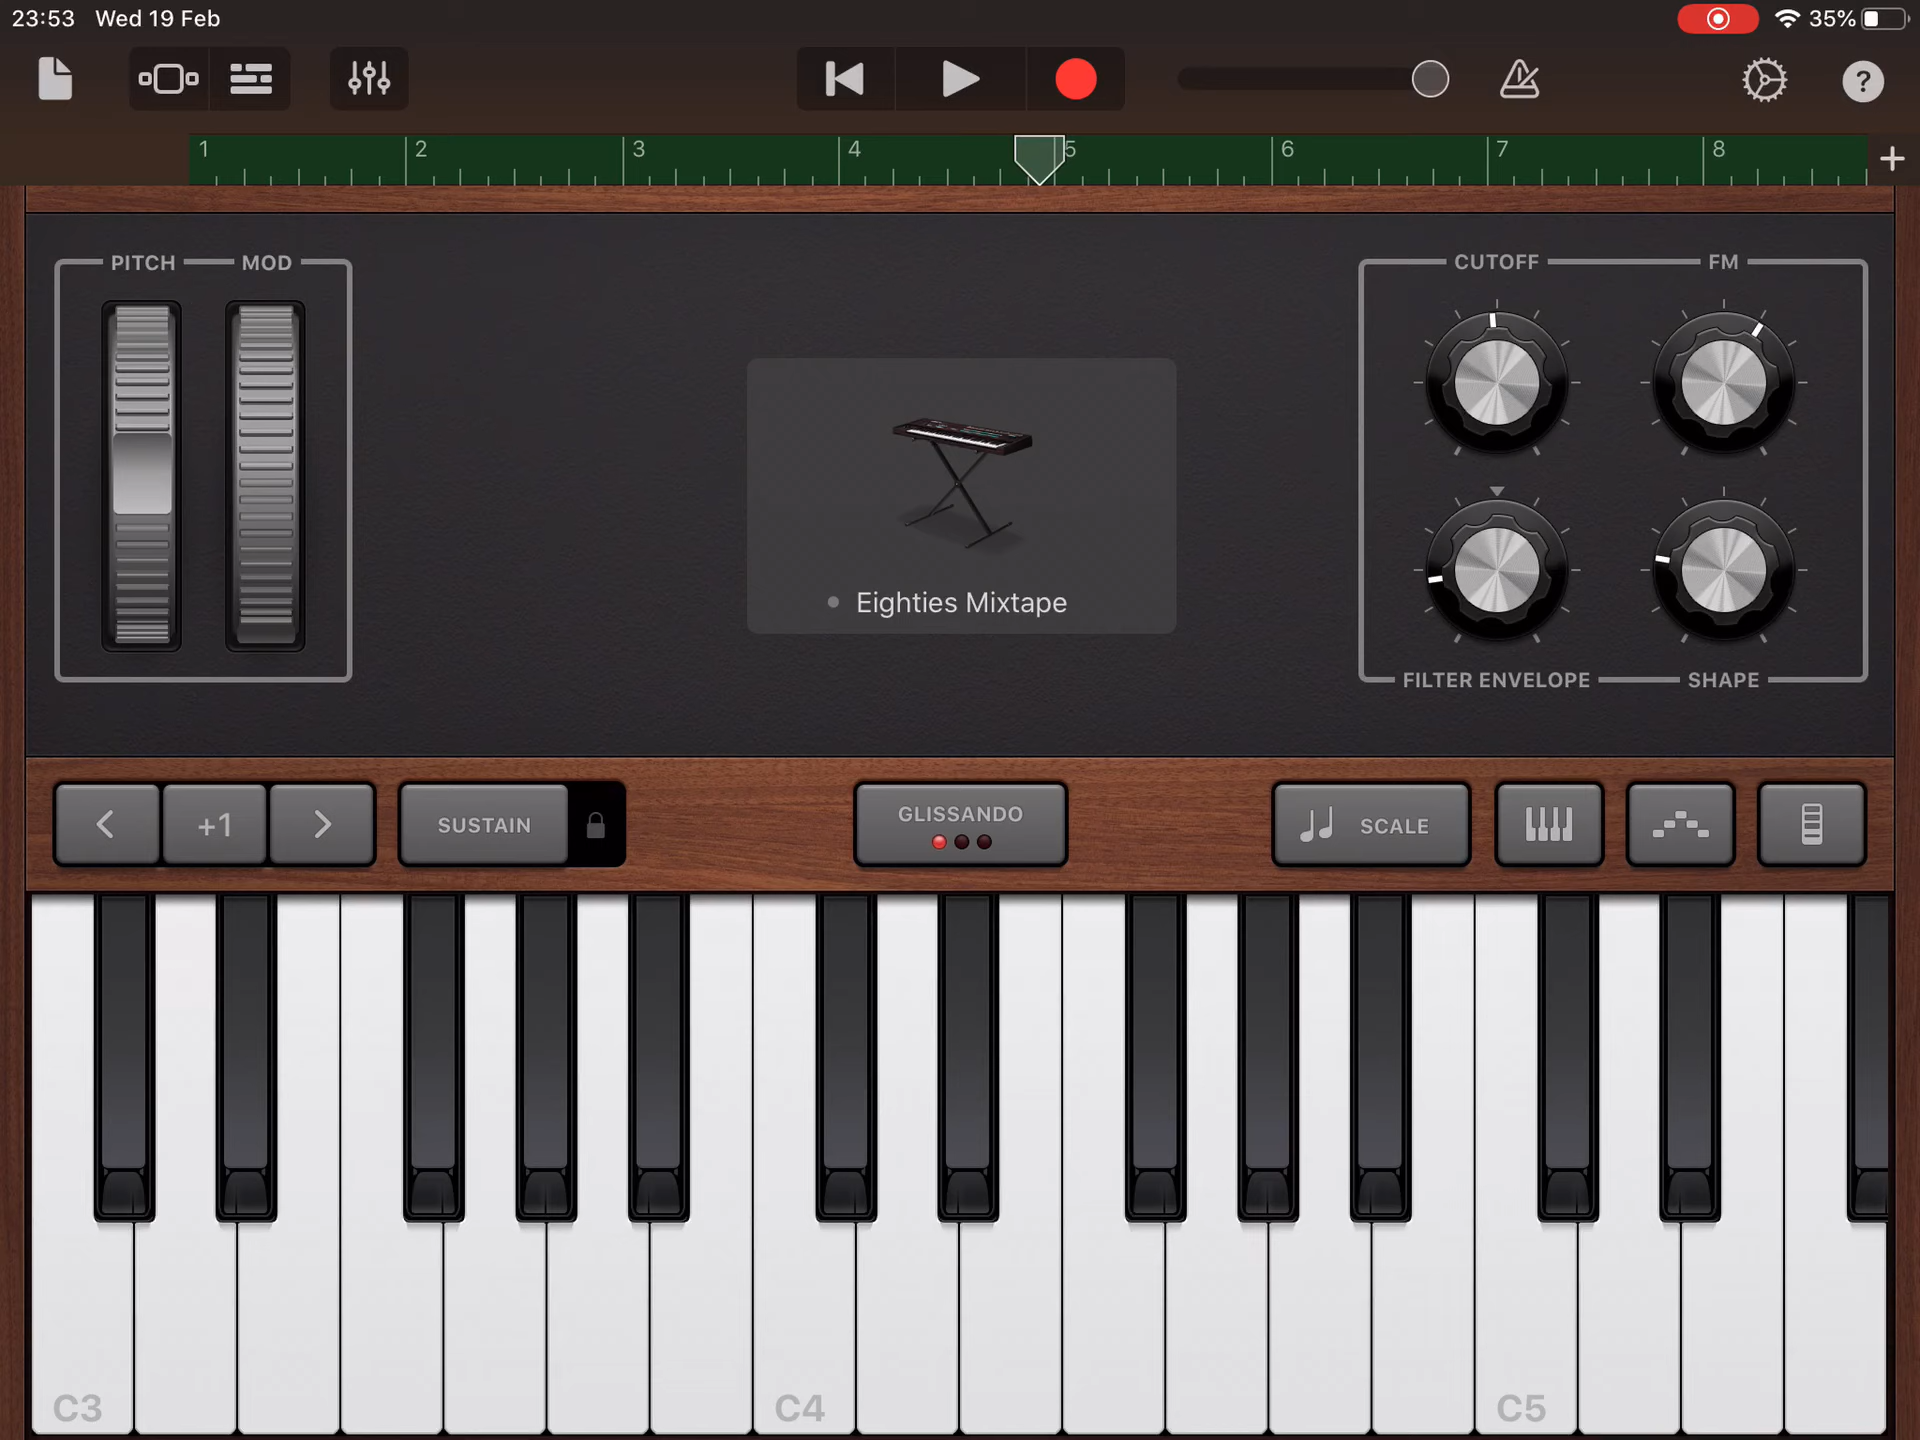 23:53 Wed 19 Feb
35%
?
1 2 3 4 5 6 7 8 +
PITCH MOD
CUTOFF FM
Eighties Mixtape
FILTER ENVELOPE SHAPE
+1
SUSTAIN
GLISSANDO
SCALE
C3 C4 C5